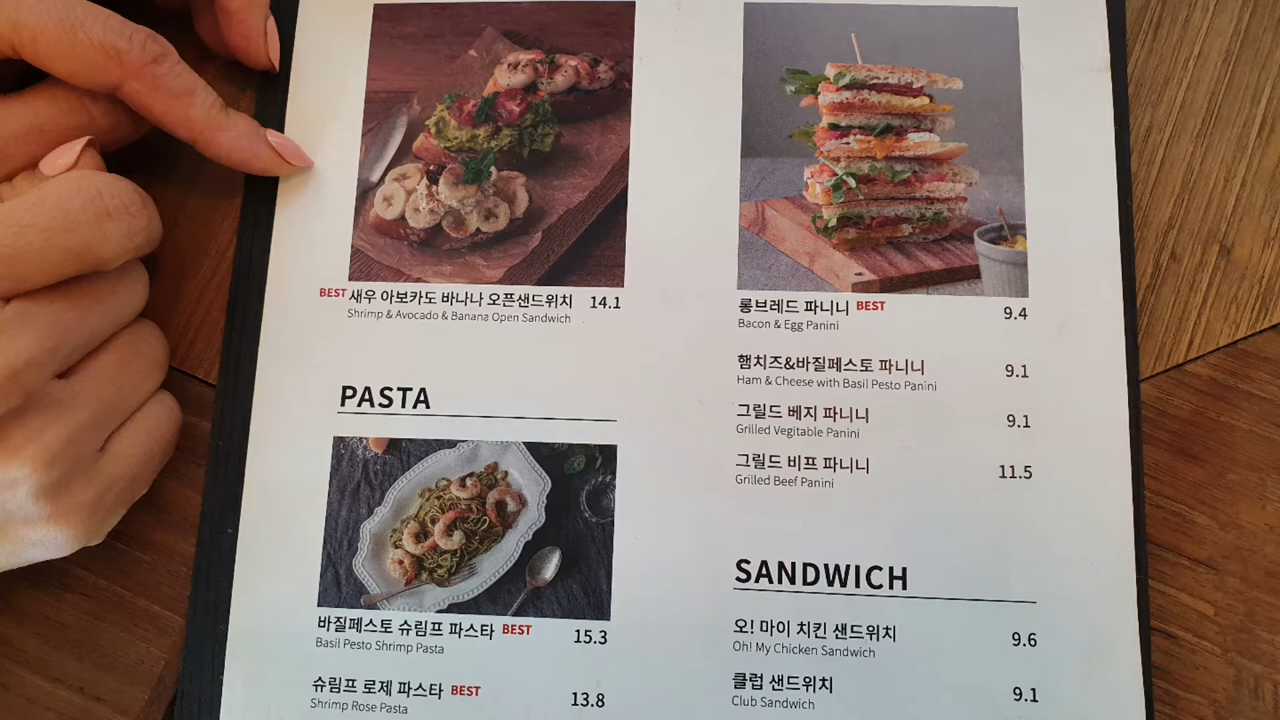 BEST 새우 아보카도 바나나 오픈샌드위치 14.1
Shrimp & Avocado & Banana Open Sandwich
PASTA
바질페스토 슈림프 파스타 BEST 15.3
Basil Pesto Shrimp Pasta
슈림프 로제 파스타 BEST 13.8
Shrimp Rose Pasta
롱브레드 파니니 BEST 9.4
Bacon & Egg Panini
햄치즈&바질페스토 파니니 9.1
Ham & Cheese with Basil Pesto Panini
그릴드 베지 파니니 9.1
Grilled Vegitable Panini
그릴드 비프 파니니 11.5
Grilled Beef Panini
SANDWICH
오! 마이 치킨 샌드위치 9.6
Oh! My Chicken Sandwich
클럽 샌드위치 9.1
Club Sandwich